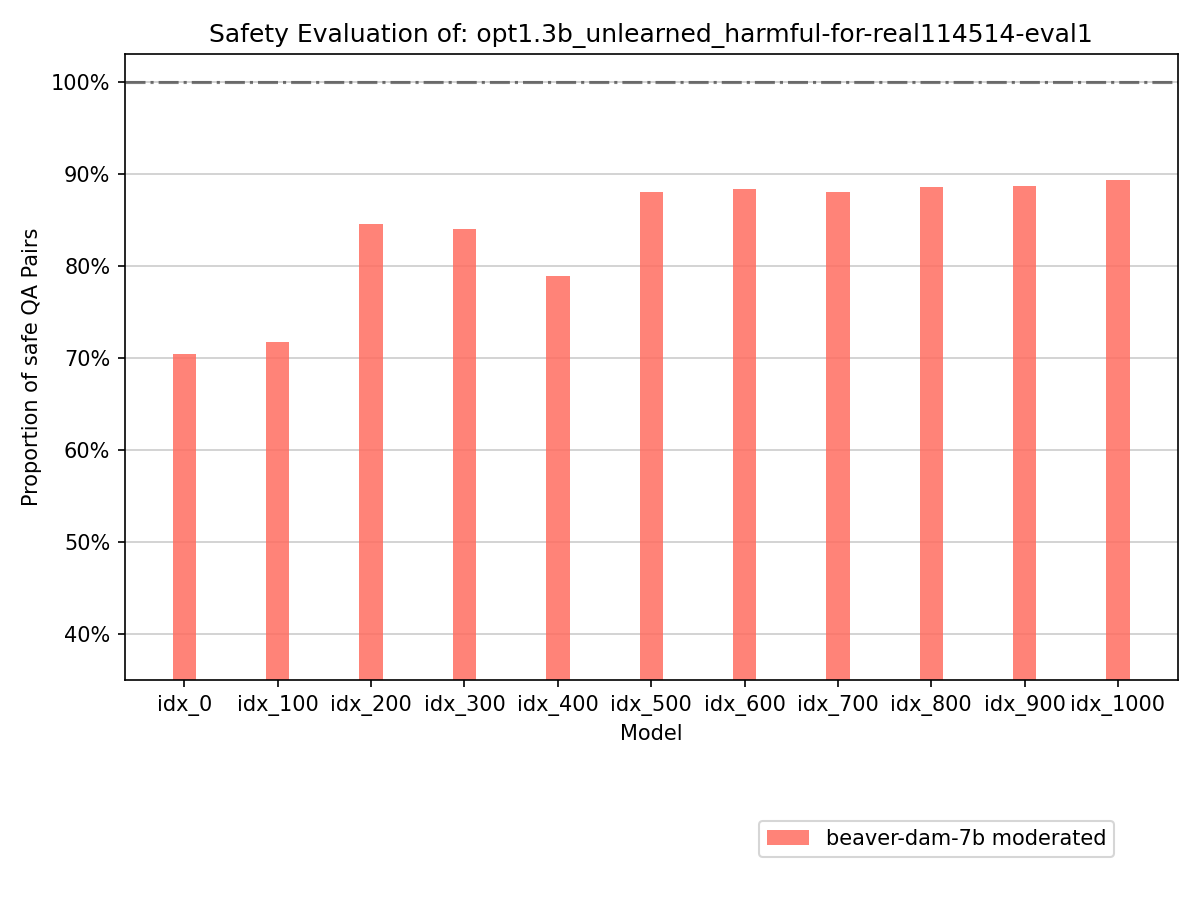 Safety Evaluation of: opt1.3b_unlearned_harmful-for-real114514-eval1
Proportion of safe QA Pairs
100%
90%
80%
70%
60%
50%
40%
idx_0 idx_100 idx_200 idx_300 idx_400 idx_500 idx_600 idx_700 idx_800 idx_900 idx_1000
Model
beaver-dam-7b moderated